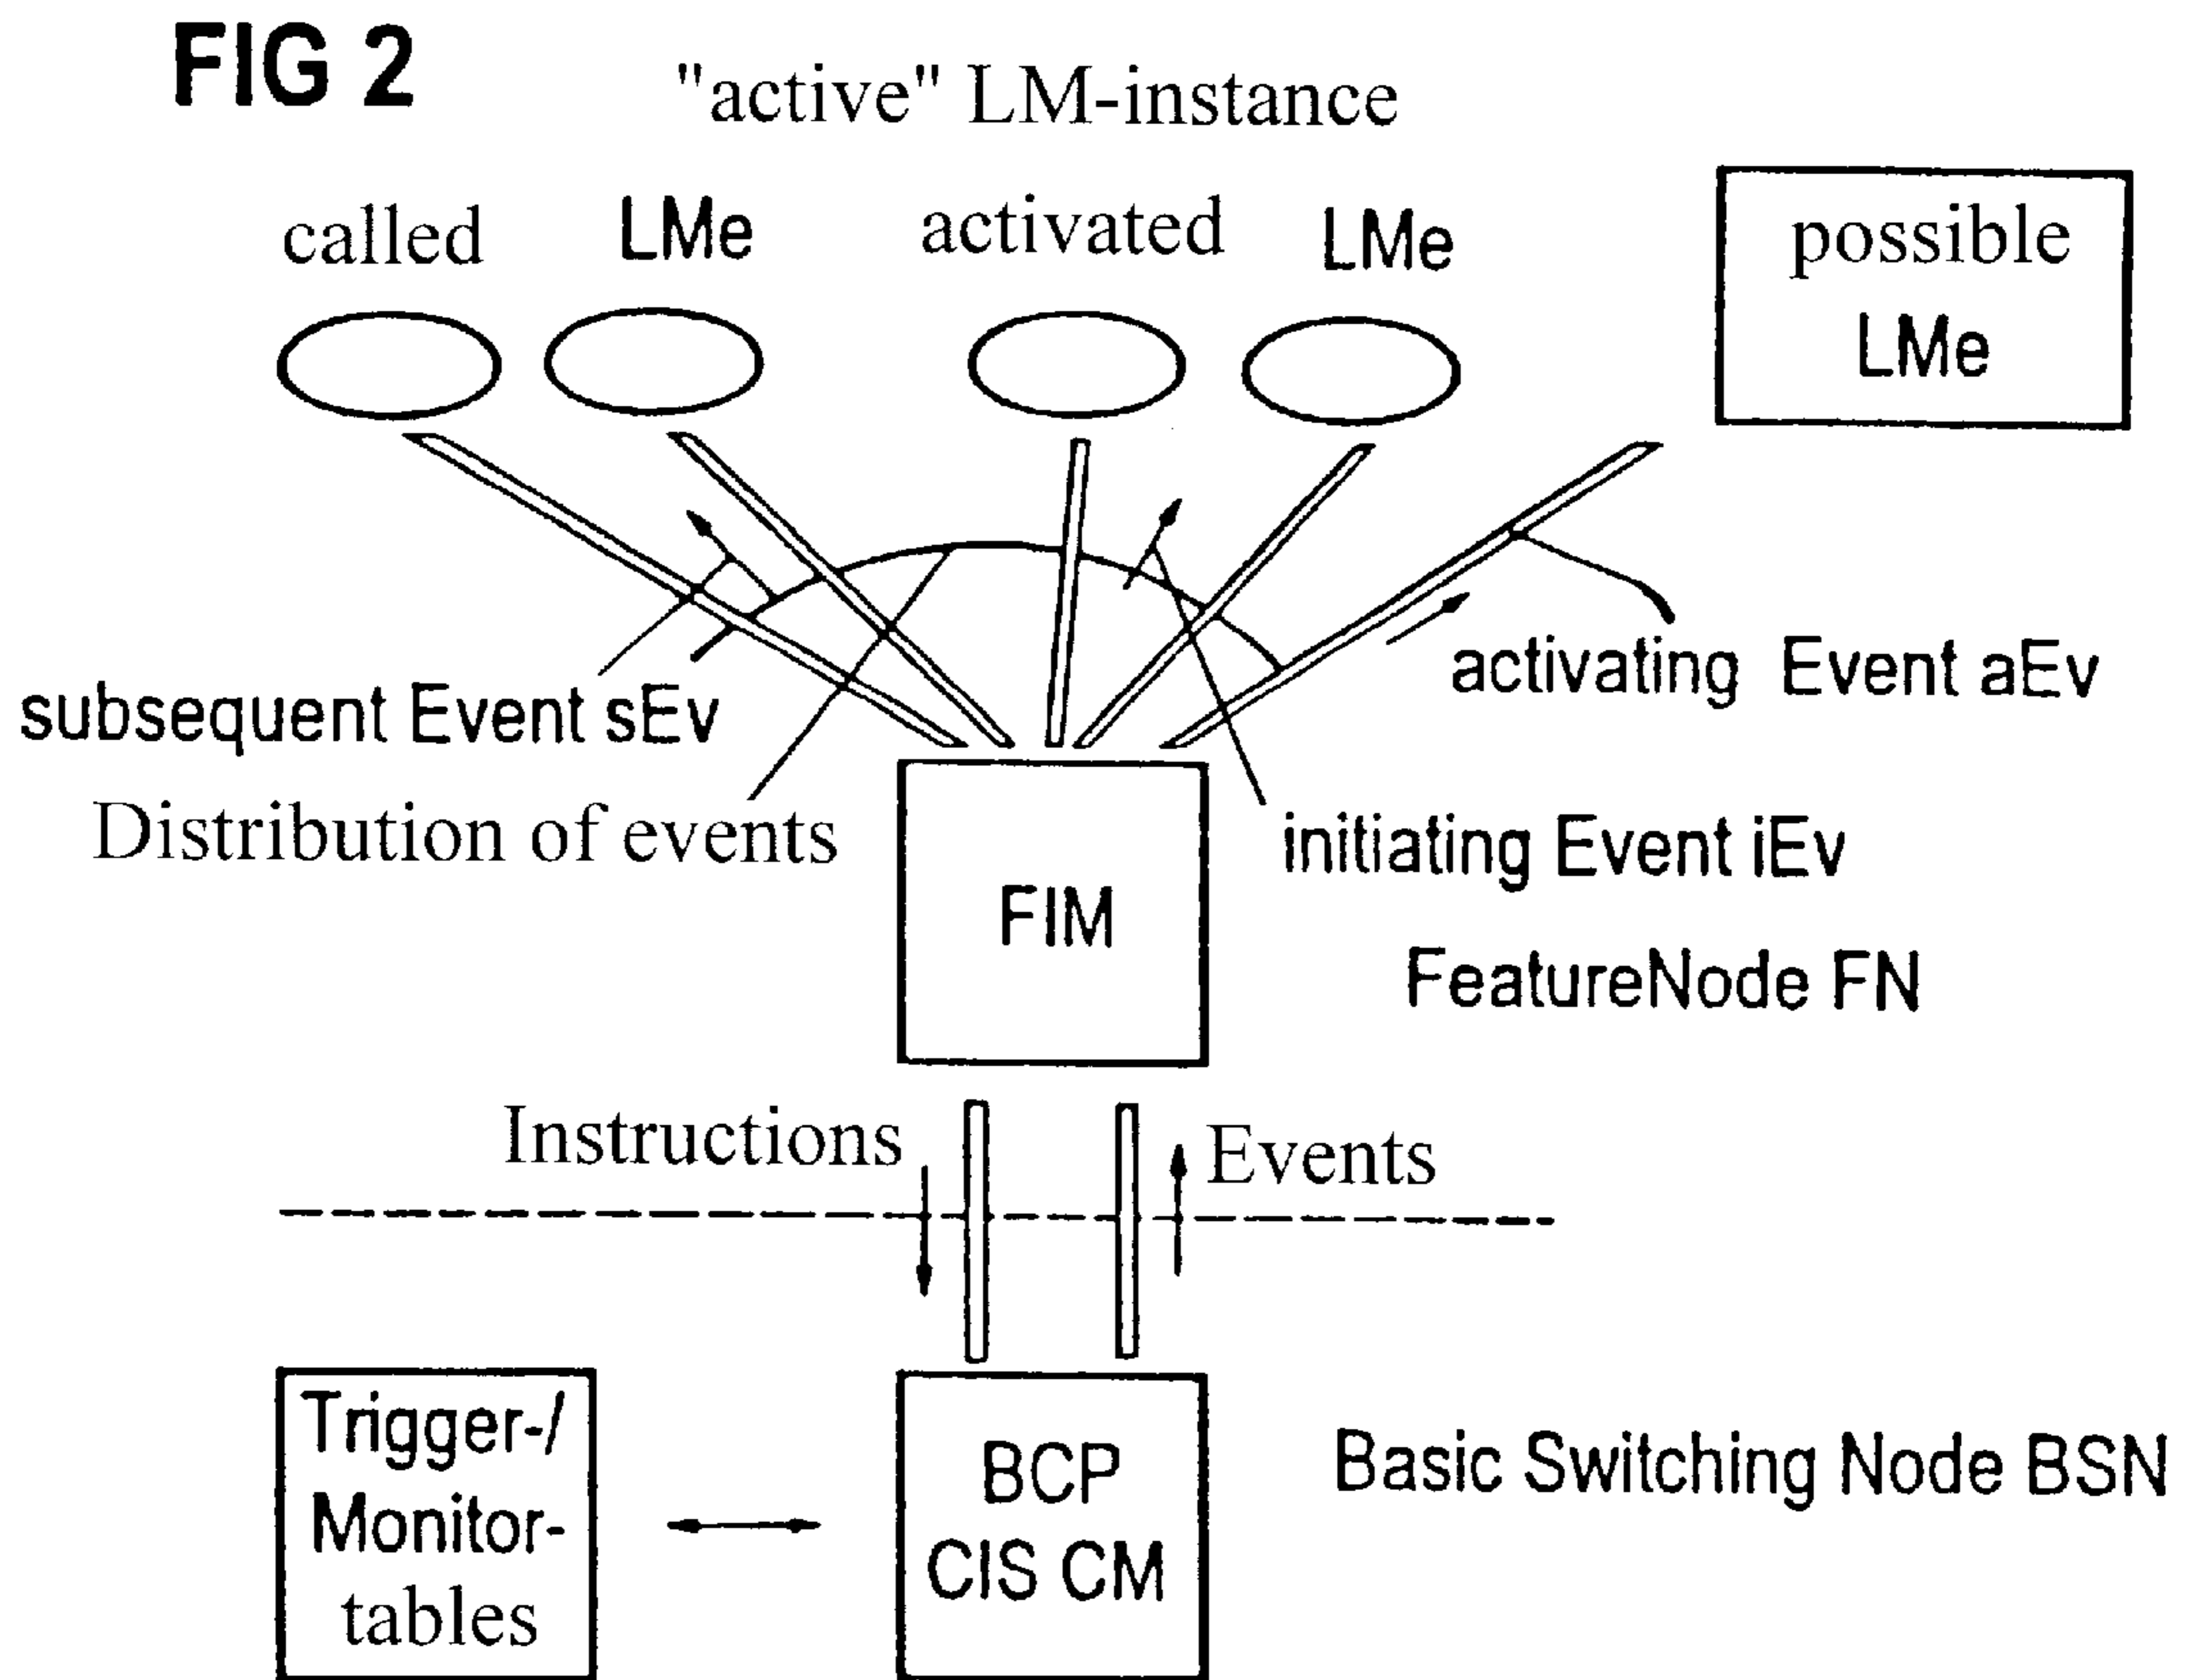 FIG 2
"active" LM-instance
called LMe activated LMe
possible
LMe
subsequent Event sEv
activating Event aEv
Distribution of events
initiating Event iEv
FIM
FeatureNode FN
Instructions
Events
Trigger-/
Monitor-
tables
BCP
CIS CM
Basic Switching Node BSN